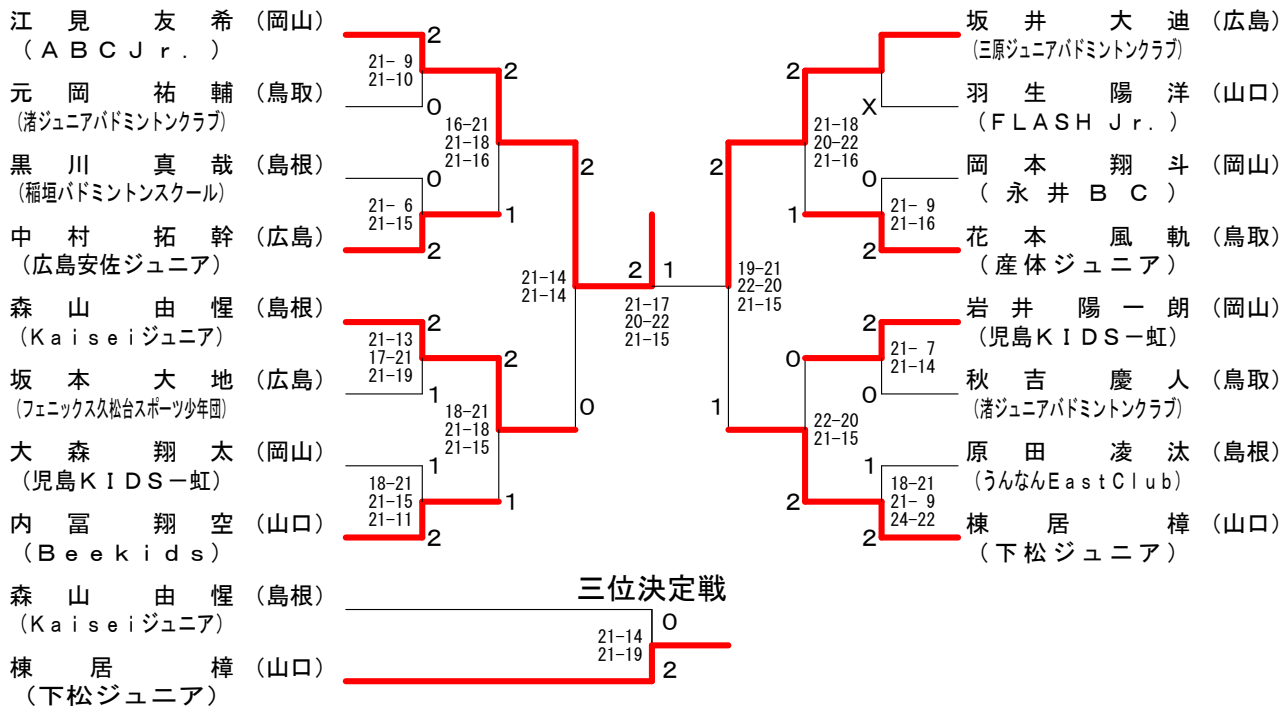 江見友希（岡山）
（ＡＢＣＪｒ．）
元岡祐輔（鳥取）
（渚ジュニアバドミントンクラブ）
黒川真哉（島根）
（稲垣バドミントンスクール）
中村拓幹（広島）
（広島安佐ジュニア）
森山由惺（島根）
（Ｋａｉｓｅｉジュニア）
坂本大地（広島）
（フェニックス久松台スポーツ少年団）
大森翔太（岡山）
（児島ＫＩＤＳ－虹）
内冨翔空（山口）
（Ｂｅｅｋｉｄｓ）
2
21- 9
21-10
0
0
21- 6
21-15
2
2
21-13
17-21
21-19
1
1
18-21
21-15
21-11
2
2
16-21
21-18
21-16
1
2
18-21
21-18
21-15
1
2
21-14
21-14
0
2
1
21-17
20-22
21-15
2
19-21
22-20
21-15
1
2
21-18
20-22
21-16
1
0
22-20
21-15
2
X
0
21- 9
21-16
2
2
21- 7
21-14
0
1
18-21
21- 9
24-22
2
坂井大迪（広島）
（三原ジュニアバドミントンクラブ）
羽生陽洋（山口）
（ＦＬＡＳＨ Ｊｒ．）
岡本翔斗（岡山）
（永井ＢＣ）
花本風軌（鳥取）
（産体ジュニア）
岩井陽一朗（岡山）
（児島ＫＩＤＳ－虹）
秋吉慶人（鳥取）
（渚ジュニアバドミントンクラブ）
原田凌汰（島根）
（うんなんＥａｓｔＣｌｕｂ）
棟居樟（山口）
（下松ジュニア）
三位決定戦
森山由惺（島根）
（Ｋａｉｓｅｉジュニア）
棟居樟（山口）
（下松ジュニア）
0
21-14
21-19
2